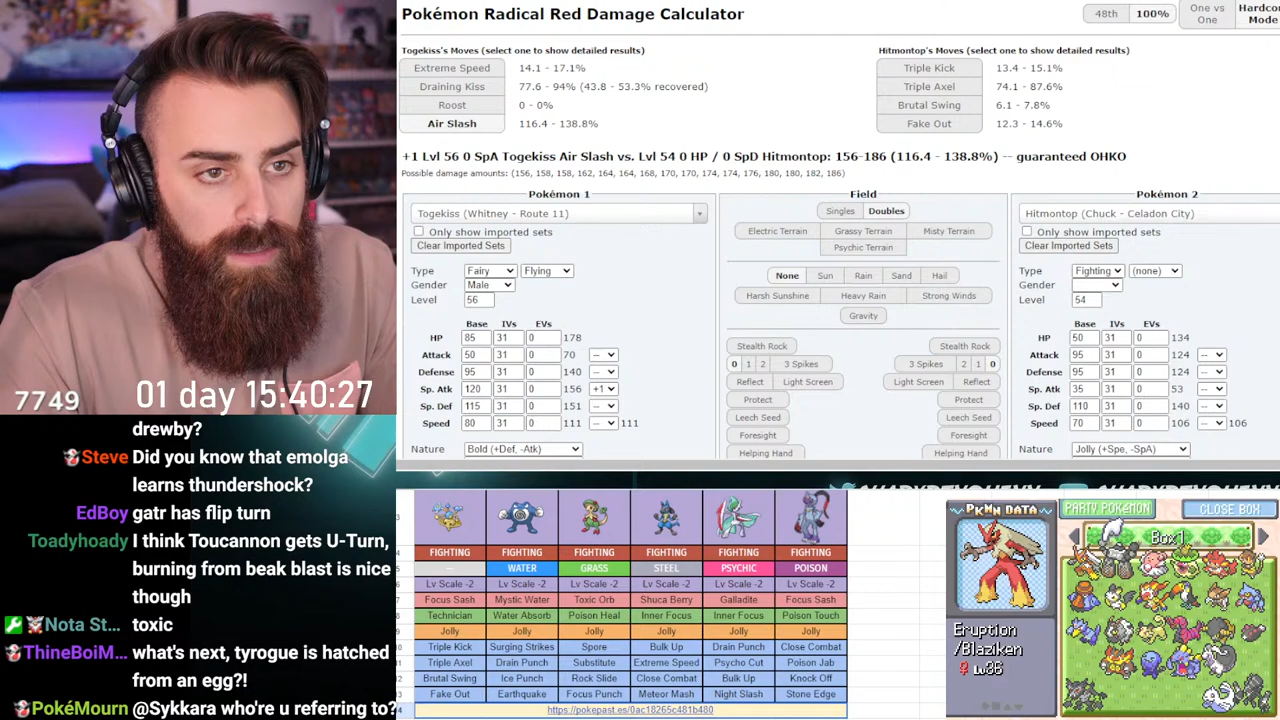 Pokémon Radical Red Damage Calculator
48th 100%
One vs One
Hardcore Mode
Togekiss's Moves (select one to show detailed results)
Extreme Speed 14.1 - 17.1%
Draining Kiss 77.6 - 94% (43.8 - 53.3% recovered)
Roost 0 - 0%
Air Slash 116.4 - 138.8%
Hitmontop's Moves (select one to show detailed results)
Triple Kick 13.4 - 15.1%
Triple Axel 74.1 - 87.6%
Brutal Swing 6.1 - 7.8%
Fake Out 12.3 - 14.6%
+1 Lvl 56 0 SpA Togekiss Air Slash vs. Lvl 54 0 HP / 0 SpD Hitmontop: 156-186 (116.4 - 138.8%) -- guaranteed OHKO
Possible damage amounts: (156, 158, 158, 162, 164, 164, 168, 170, 170, 174, 174, 176, 180, 180, 182, 186)
Pokémon 1
Togekiss (Whitney - Route 11)
Only show imported sets
Clear Imported Sets
Type Fairy Flying
Gender Male
Level 56
Base IVs EVs
HP 85 31 0 178
Attack 50 31 0 70 --
Defense 95 31 0 140 --
Sp. Atk 120 31 0 156 +1
Sp. Def 115 31 0 151 --
Speed 80 31 0 111 -- 111
Nature Bold (+Def, -Atk)
Field
Singles Doubles
Electric Terrain Grassy Terrain Misty Terrain
Psychic Terrain
None Sun Rain Sand Hail
Harsh Sunshine Heavy Rain Strong Winds
Gravity
Stealth Rock Stealth Rock
0 1 2 3 Spikes 3 Spikes 2 1 0
Reflect Light Screen Light Screen Reflect
Protect Protect
Leech Seed Leech Seed
Foresight Foresight
Helping Hand Helping Hand
Pokémon 2
Hitmontop (Chuck - Celadon City)
Only show imported sets
Clear Imported Sets
Type Fighting (none)
Gender
Level 54
Base IVs EVs
HP 50 31 0 134
Attack 95 31 0 124 --
Defense 95 31 0 124 --
Sp. Atk 35 31 0 53 --
Sp. Def 110 31 0 140 --
Speed 70 31 0 106 -- 106
Nature Jolly (+Spe, -SpA)
7749 01 day 15:40:27
drewby?
Steve Did you know that emolga
learns thundershock?
EdBoy gatr has flip turn
Toadyhoady I think Toucannon gets U-Turn,
burning from beak blast is nice
though
Nota St... toxic
ThineBoiM... what's next, tyrogue is hatched
from an egg?!
PokéMourn @Sykkara who're u referring to?
FIGHTING FIGHTING FIGHTING FIGHTING FIGHTING FIGHTING
-- WATER GRASS STEEL PSYCHIC POISON
Lv Scale -2 Lv Scale -2 Lv Scale -2 Lv Scale -2 Lv Scale -2 Lv Scale -2
Focus Sash Mystic Water Toxic Orb Shuca Berry Galladite Focus Sash
Technician Water Absorb Poison Heal Inner Focus Inner Focus Poison Touch
Jolly Jolly Jolly Jolly Jolly Jolly
Triple Kick Surging Strikes Spore Bulk Up Drain Punch Close Combat
Triple Axel Drain Punch Substitute Extreme Speed Psycho Cut Poison Jab
Brutal Swing Ice Punch Rock Slide Close Combat Bulk Up Knock Off
Fake Out Earthquake Focus Punch Meteor Mash Night Slash Stone Edge
https://pokepast.es/0ac18265c481b480
PKMN DATA
PARTY POKéMON
CLOSE BOX
Box1
Eruption
/Blaziken
♀ Lv36